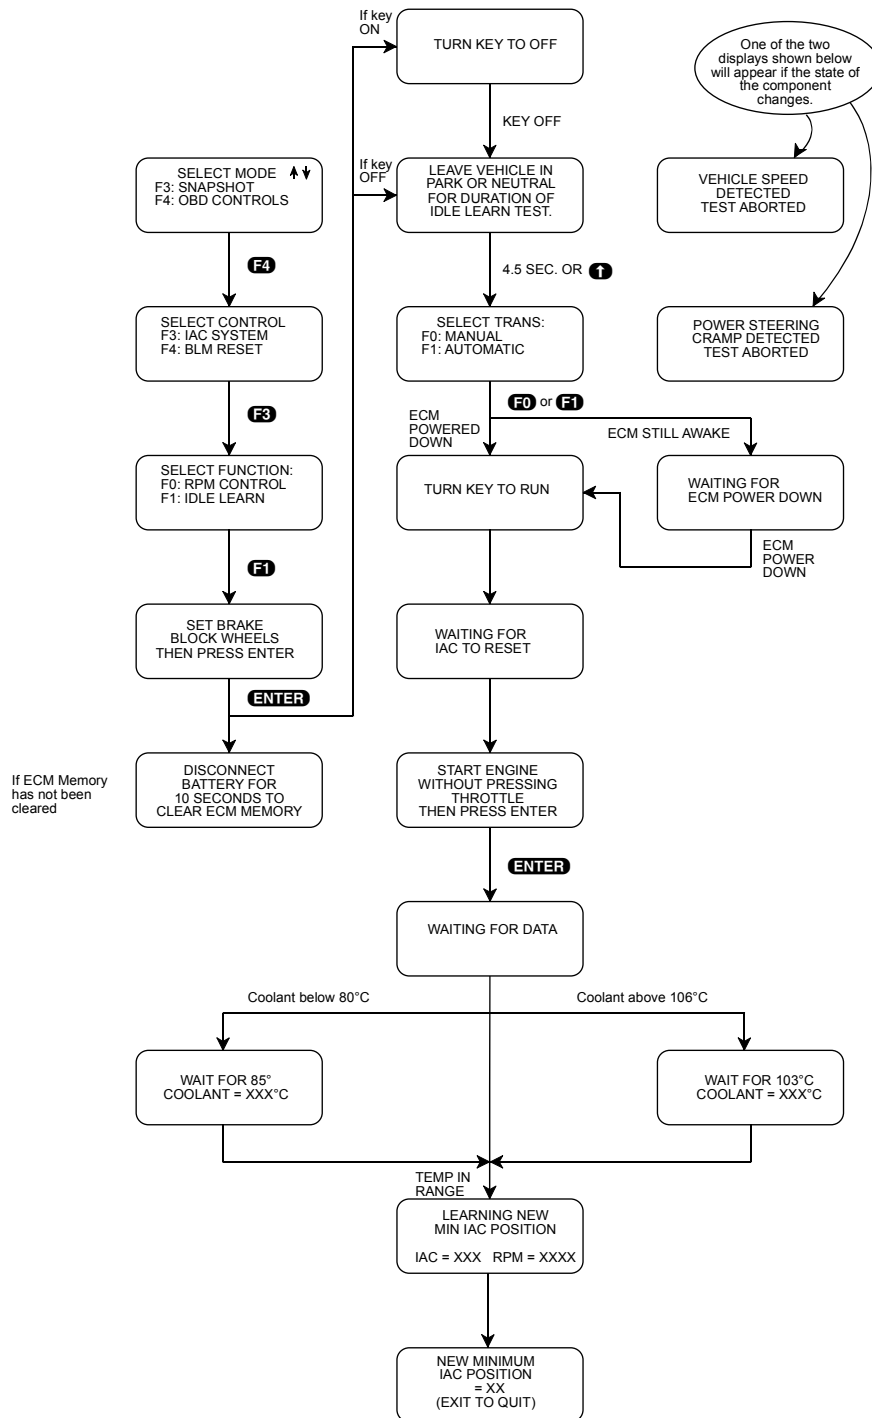 If key
ON
TURN KEY TO OFF
One of the two
displays shown below
will appear if the state of
the component
changes.
KEY OFF
SELECT MODE
F3: SNAPSHOT
F4: OBD CONTROLS
If key
OFF
LEAVE VEHICLE IN
PARK OR NEUTRAL
FOR DURATION OF
IDLE LEARN TEST.
VEHICLE SPEED
DETECTED
TEST ABORTED
F4
4.5 SEC. OR
SELECT CONTROL
F3: IAC SYSTEM
F4: BLM RESET
SELECT TRANS:
F0: MANUAL
F1: AUTOMATIC
POWER STEERING
CRAMP DETECTED
TEST ABORTED
F3
F0 or F1
ECM
POWERED
DOWN
ECM STILL AWAKE
SELECT FUNCTION:
F0: RPM CONTROL
F1: IDLE LEARN
TURN KEY TO RUN
WAITING FOR
ECM POWER DOWN
F1
ECM
POWER
DOWN
SET BRAKE
BLOCK WHEELS
THEN PRESS ENTER
WAITING FOR
IAC TO RESET
ENTER
If ECM Memory
has not been
cleared
DISCONNECT
BATTERY FOR
10 SECONDS TO
CLEAR ECM MEMORY
START ENGINE
WITHOUT PRESSING
THROTTLE
THEN PRESS ENTER
ENTER
WAITING FOR DATA
Coolant below 80°C
Coolant above 106°C
WAIT FOR 85°
COOLANT = XXX°C
WAIT FOR 103°C
COOLANT = XXX°C
TEMP IN
RANGE
LEARNING NEW
MIN IAC POSITION
IAC = XXX RPM = XXXX
NEW MINIMUM
IAC POSITION
= XX
(EXIT TO QUIT)